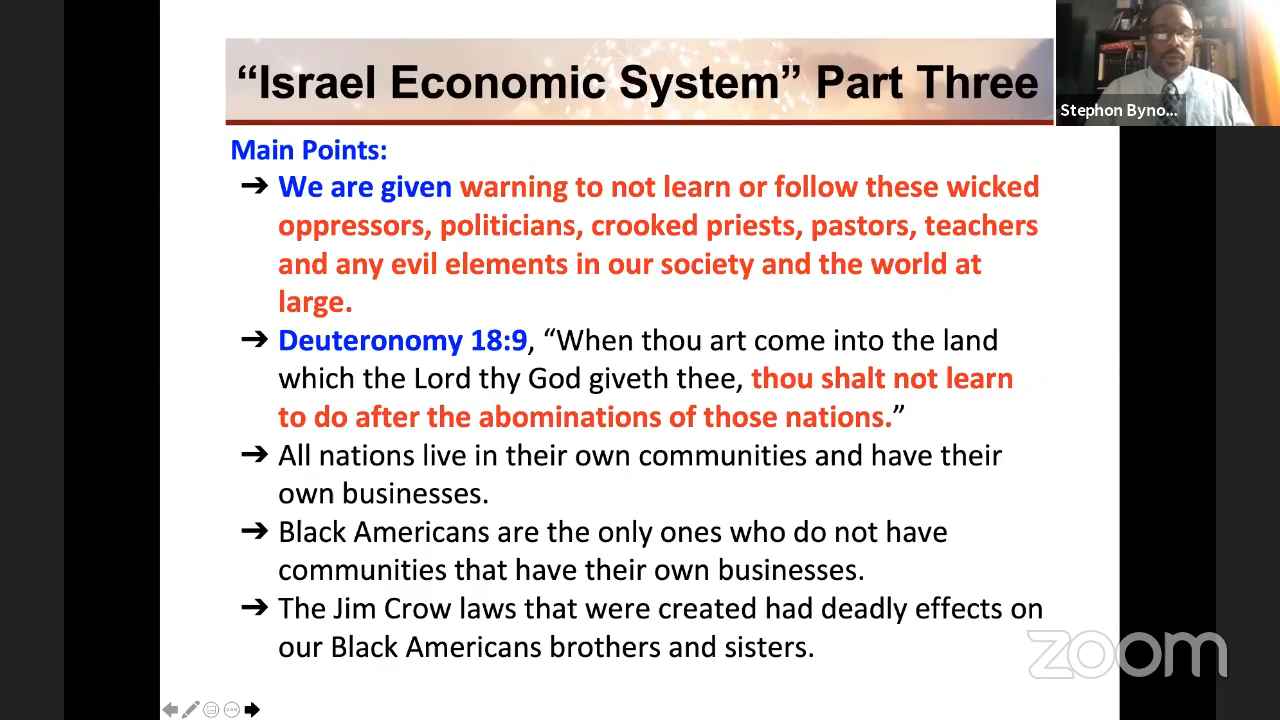 “Israel Economic System” Part Three
Stephon Byno...
Main Points:
➔ We are given warning to not learn or follow these wicked
oppressors, politicians, crooked priests, pastors, teachers
and any evil elements in our society and the world at
large.
➔ Deuteronomy 18:9, “When thou art come into the land
which the Lord thy God giveth thee, thou shalt not learn
to do after the abominations of those nations.”
➔ All nations live in their own communities and have their
own businesses.
➔ Black Americans are the only ones who do not have
communities that have their own businesses.
➔ The Jim Crow laws that were created had deadly effects on
our Black Americans brothers and sisters.
zoom